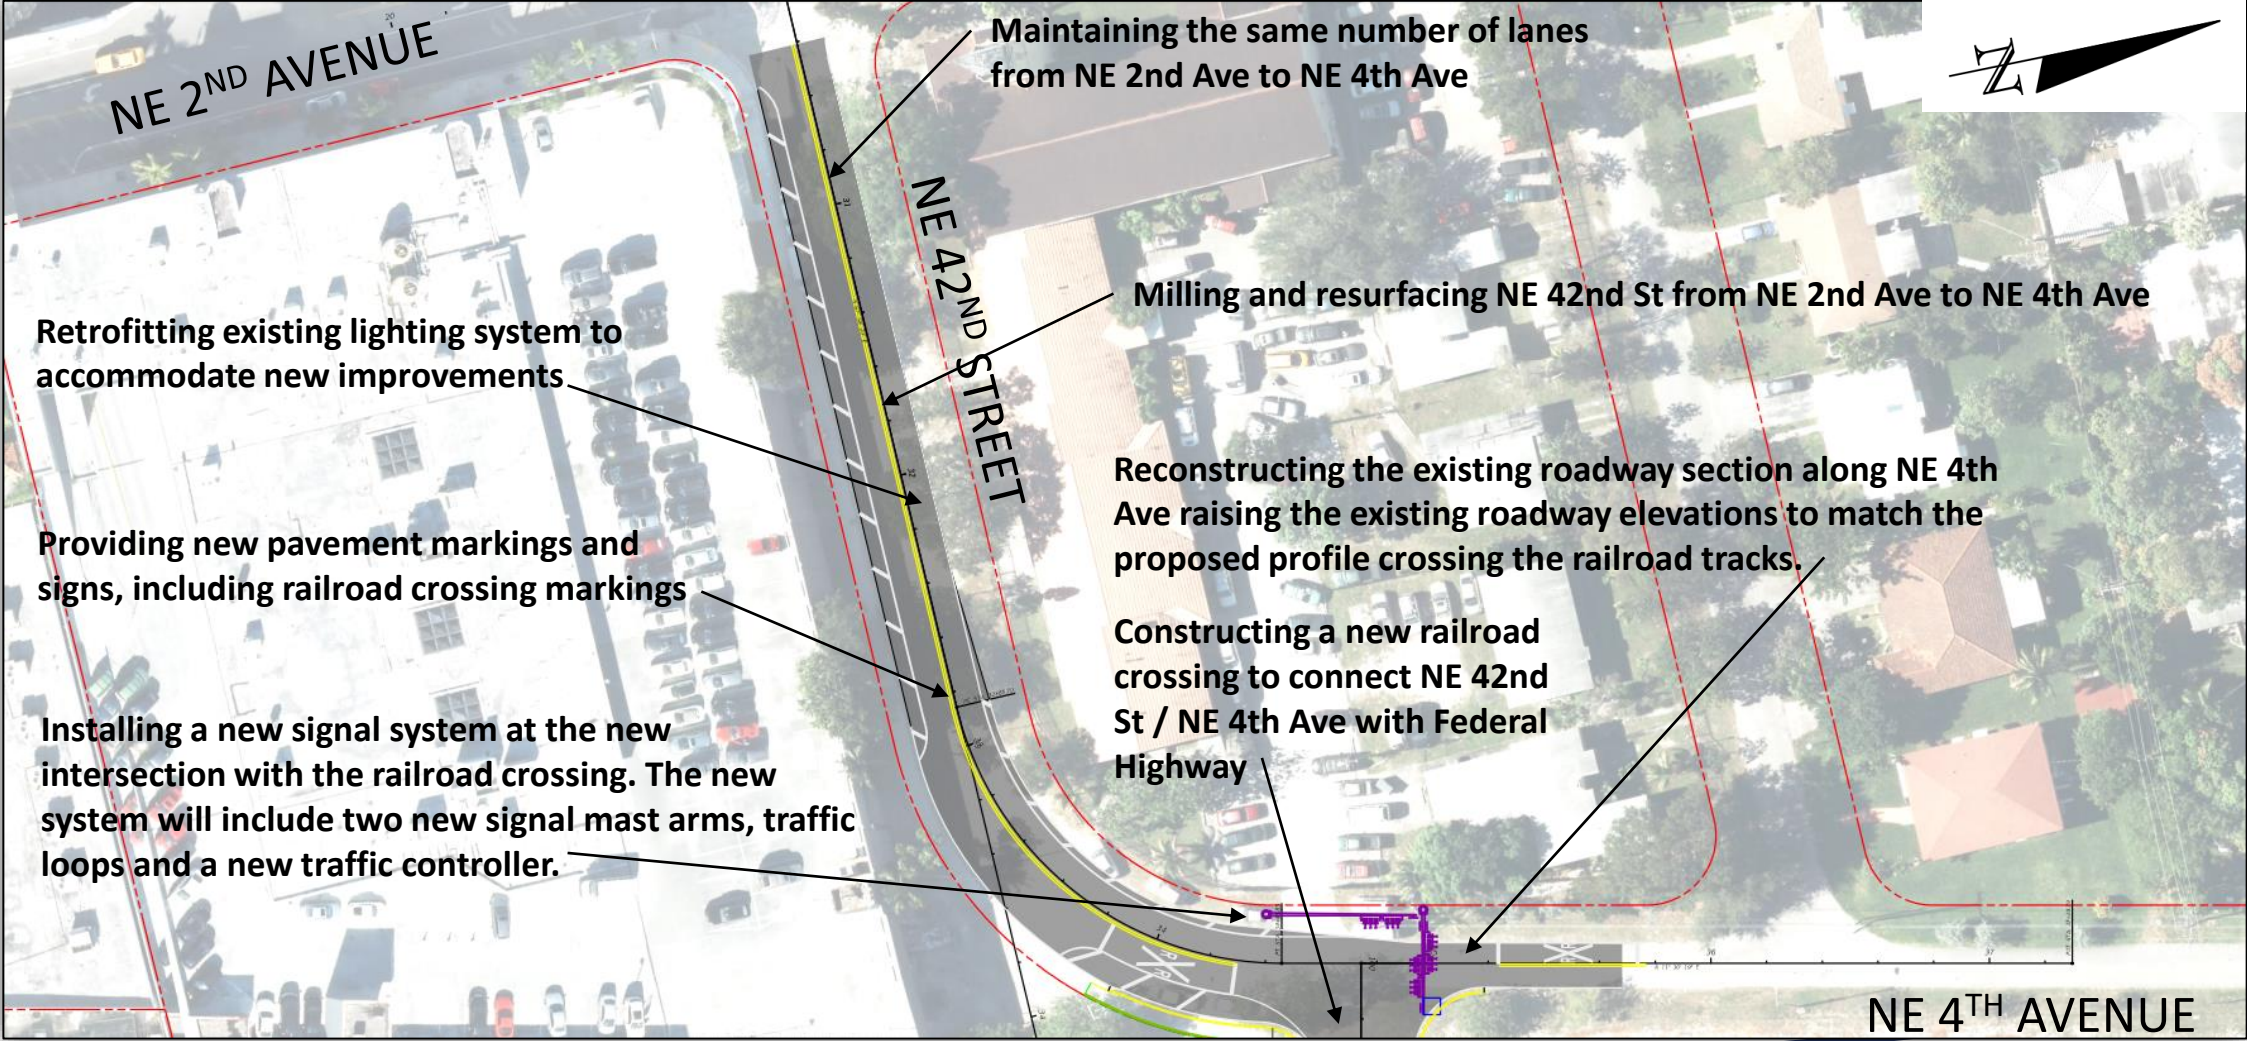 NE 2ND AVENUE
Maintaining the same number of lanes
from NE 2nd Ave to NE 4th Ave
N
NE 42ND STREET
Milling and resurfacing NE 42nd St from NE 2nd Ave to NE 4th Ave
Retrofitting existing lighting system to
accommodate new improvements
Reconstructing the existing roadway section along NE 4th
Ave raising the existing roadway elevations to match the
proposed profile crossing the railroad tracks.
Providing new pavement markings and
signs, including railroad crossing markings
Constructing a new railroad
crossing to connect NE 42nd
St / NE 4th Ave with Federal
Highway
Installing a new signal system at the new
intersection with the railroad crossing. The new
system will include two new signal mast arms, traffic
loops and a new traffic controller.
31
32
34
36
37
NE 4TH AVENUE